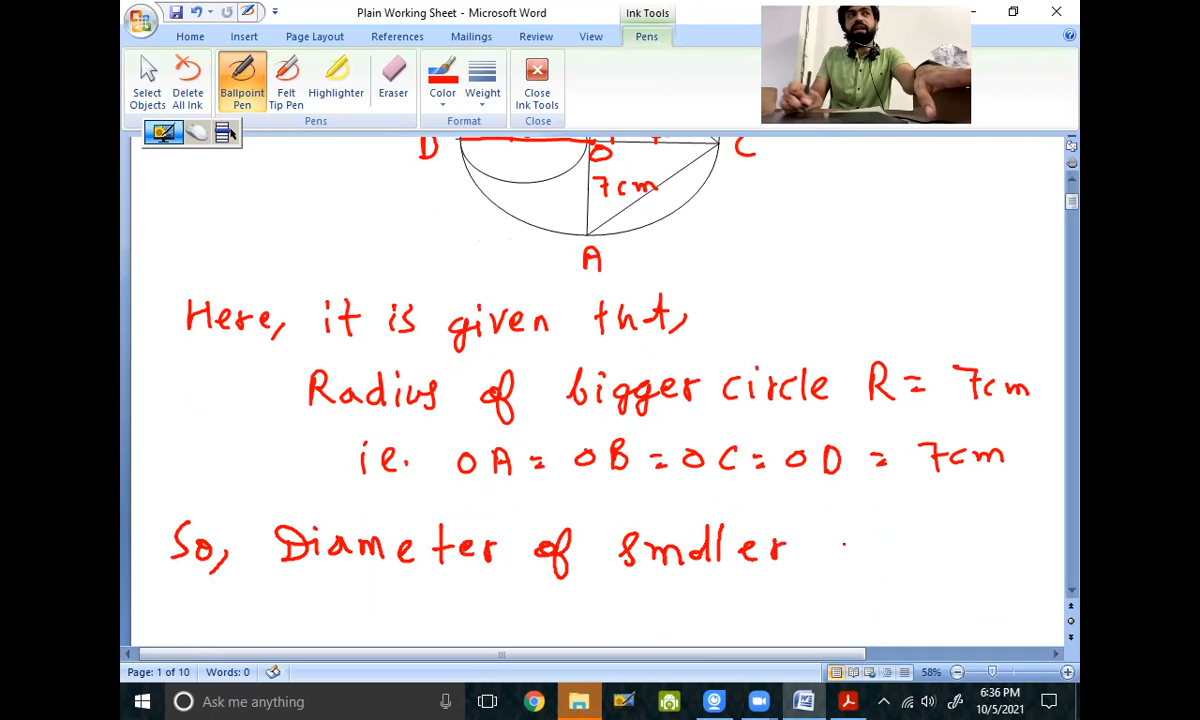 Plain Working Sheet - Microsoft Word
Ink Tools
Home Insert Page Layout References Mailings Review View Pens
Select Objects
Delete All Ink
Ballpoint Pen
Felt Tip Pen
Highlighter
Eraser
Color
Weight
Close Ink Tools
Pens
Format
Close
D O C
7cm
A
Here, it is given tht,
Radius of bigger circle R = 7cm
i.e. OA = OB = OC = OD = 7cm
So, Diameter of smaller
Page: 1 of 10 Words: 0 58%
Ask me anything
6:36 PM
10/5/2021